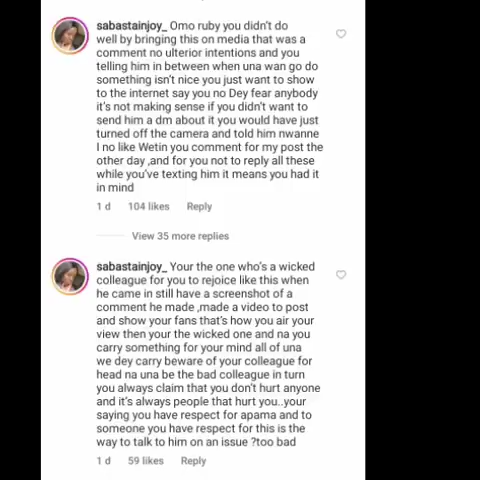 sabastainjoy_ Omo ruby you didn't do
well by bringing this on media that was a
comment no ulterior intentions and you
telling him in between when una wan go do
something isn't nice you just want to show
to the internet say you no Dey fear anybody
it's not making sense if you didn't want to
send him a dm about it you would have just
turned off the camera and told him nwanne
I no like Wetin you comment for my post the
other day ,and for you not to reply all these
while you've texting him it means you had it
in mind
1 d 104 likes Reply
View 35 more replies
sabastainjoy_ Your the one who's a wicked
colleague for you to rejoice like this when
he came in still have a screenshot of a
comment he made ,made a video to post
and show your fans that's how you air your
view then your the wicked one and na you
carry something for your mind all of una
we dey carry beware of your colleague for
head na una be the bad colleague in turn
you always claim that you don't hurt anyone
and it's always people that hurt you..your
saying you have respect for apama and to
someone you have respect for this is the
way to talk to him on an issue ?too bad
1 d 59 likes Reply